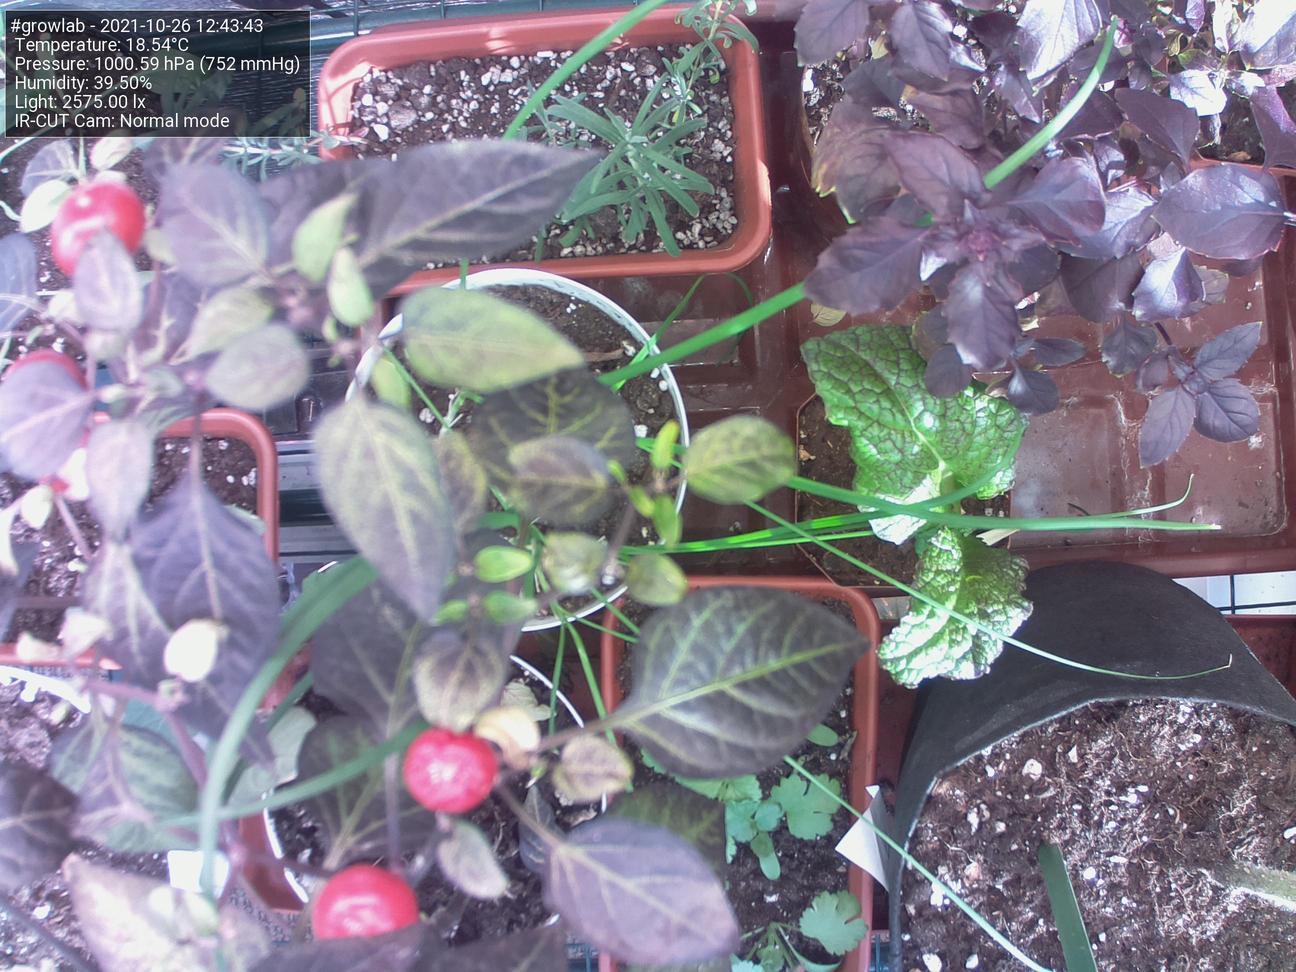 #growlab - 2021-10-26 12:43:43
Temperature: 18.54°C
Pressure: 1000.59 hPa (752 mmHg)
Humidity: 39.50%
Light: 2575.00 lx
IR-CUT Cam: Normal mode